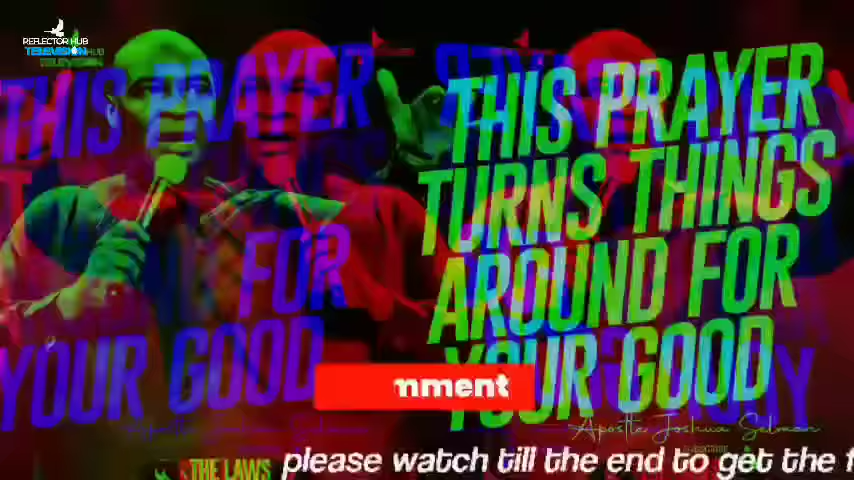 REFLECTOR HUB
TELEVISION
THIS PRAYER
TURNS THINGS
AROUND FOR
YOUR GOOD
THIS PRAYER
FOR
YOUR GOOD
mment
Apostle Joshua Selman
THE LAWS
please watch till the end to get the f